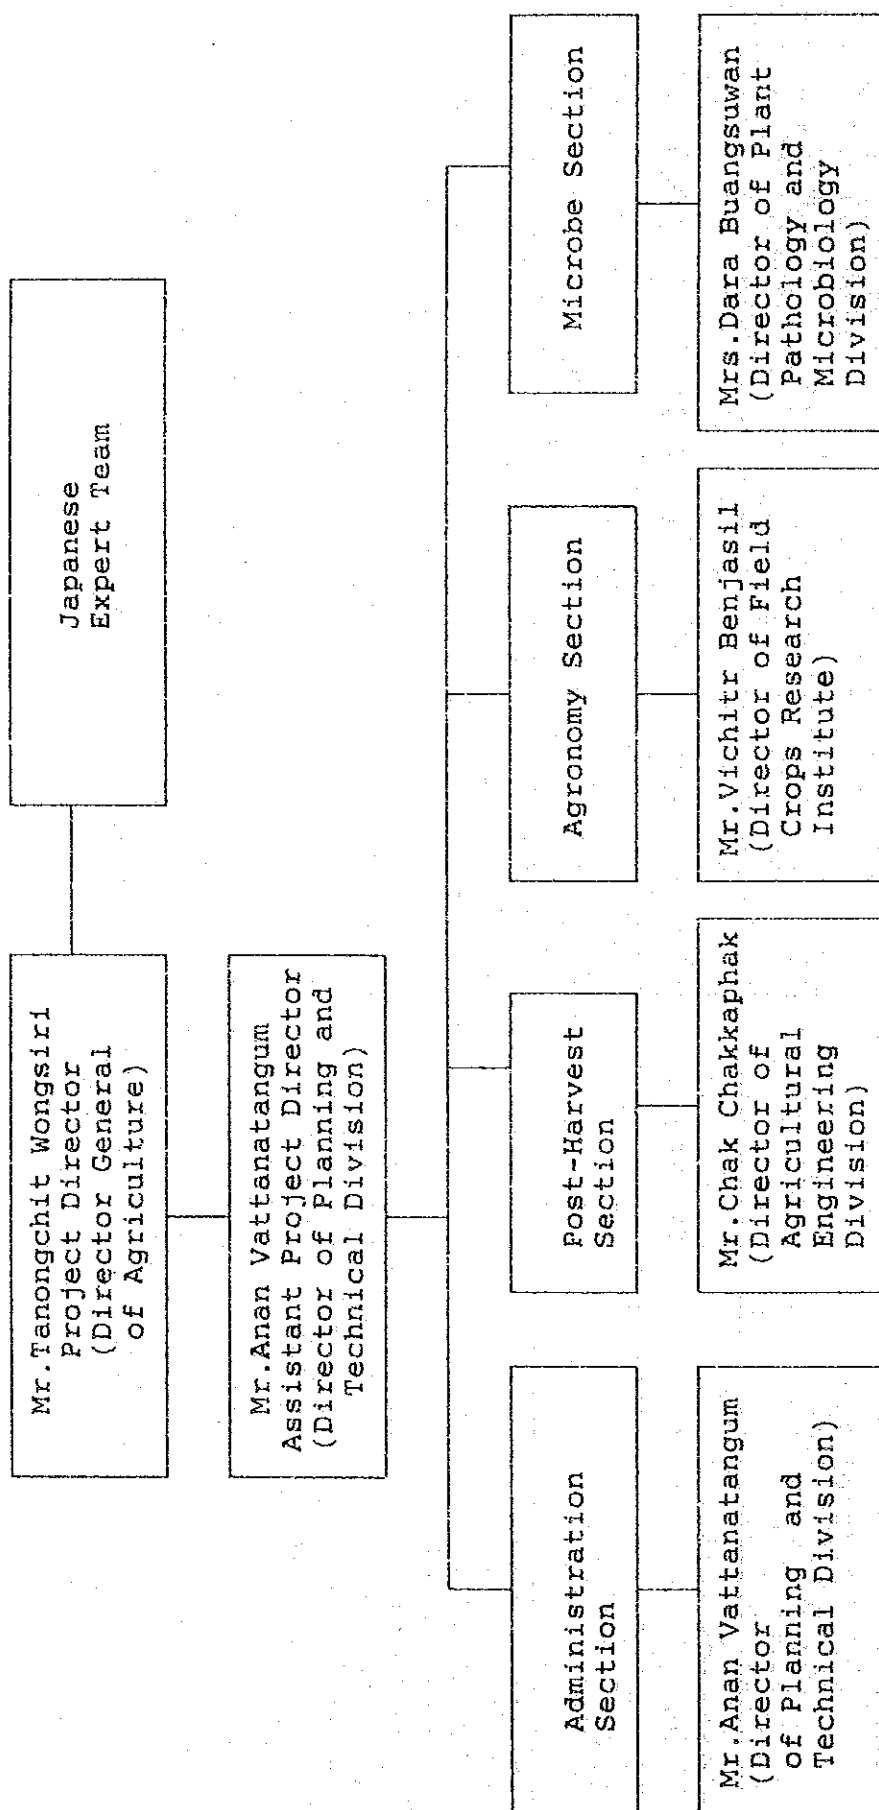 Mr.Tanongchit Wongsiri
Project Director
(Director General
of Agriculture)
Japanese
Expert Team
Mr.Anan Vattanatangum
Assistant Project Director
(Director of Planning and
Technical Division)
Administration
Section
Post-Harvest
Section
Agronomy Section
Microbe Section
Mr.Anan Vattanatangum
(Director
of Planning and
Technical Division)
Mr.Chak Chakkaphak
(Director of
Agricultural
Engineering
Division)
Mr.Vichitr Benjasil
(Director of Field
Crops Research
Institute)
Mrs.Dara Buangsuwan
(Director of Plant
Pathology and
Microbiology
Division)